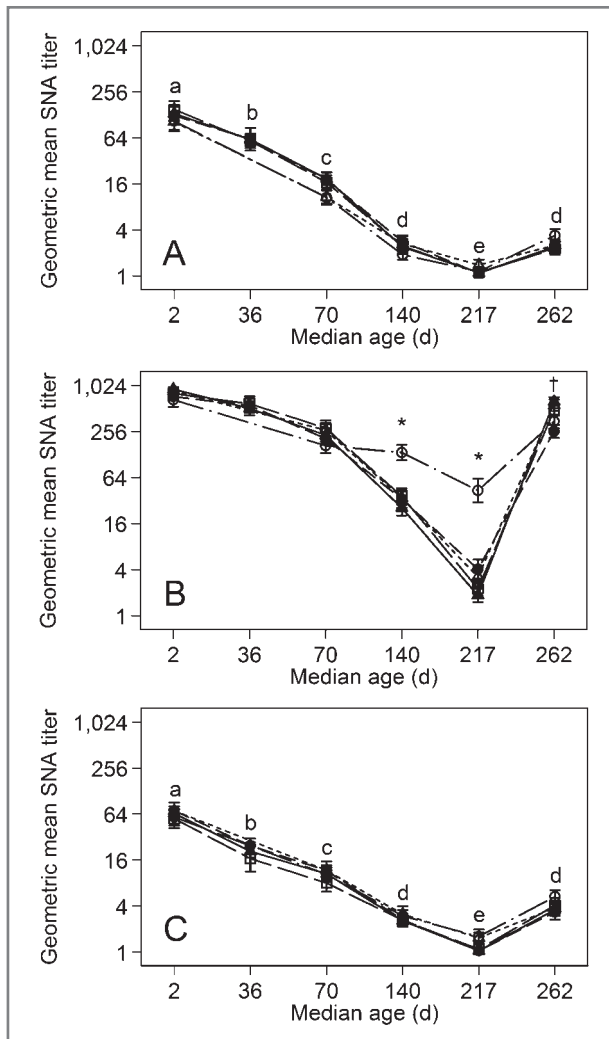 Geometric mean SNA titer
1,024
256
64
16
4
1
a
b
c
d
e
d
A
2 36 70 140 217 262
Median age (d)
Geometric mean SNA titer
1,024
256
64
16
4
1
*
*
†
B
2 36 70 140 217 262
Median age (d)
Geometric mean SNA titer
1,024
256
64
16
4
1
a
b
c
d
e
d
C
2 36 70 140 217 262
Median age (d)